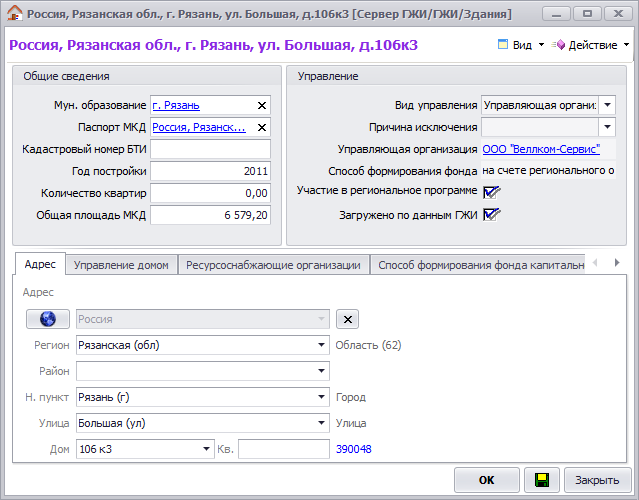 Россия, Рязанская обл., г. Рязань, ул. Большая, д.106к3 [Сервер ГЖИ/ГЖИ/Здания]
Россия, Рязанская обл., г. Рязань, ул. Большая, д.106к3 Вид Действие
Общие сведения
Мун. образование г. Рязань
Паспорт МКД Россия, Рязанск...
Кадастровый номер БТИ
Год постройки 2011
Количество квартир 0,00
Общая площадь МКД 6 579,20
Управление
Вид управления Управляющая органи:
Причина исключения
Управляющая организация ООО "Веллком-Сервис"
Способ формирования фонда на счете регионального о
Участие в региональное программе
Загружено по данным ГЖИ
Адрес Управление домом Ресурсоснабжающие организации Способ формирования фонда капитальн
Адрес
Россия
Регион Рязанская (обл) Область (62)
Район
Н. пункт Рязань (г) Город
Улица Большая (ул) Улица
Дом 106 к3 Кв. 390048
ОК Закрыть